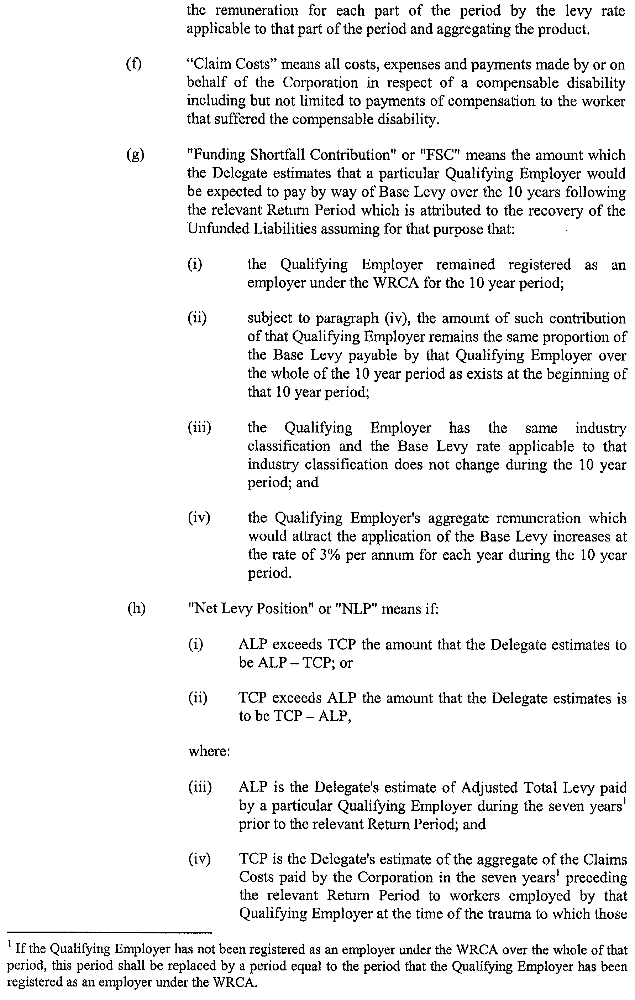 the remuneration for each part of the period by the levy rate
applicable to that part of the period and aggregating the product.
(f) “Claim Costs” means all costs, expenses and payments made by or on
behalf of the Corporation in respect of a compensable disability
including but not limited to payments of compensation to the worker
that suffered the compensable disability.
(g) "Funding Shortfall Contribution" or "FSC" means the amount which
the Delegate estimates that a particular Qualifying Employer would
be expected to pay by way of Base Levy over the 10 years following
the relevant Return Period which is attributed to the recovery of the
Unfunded Liabilities assuming for that purpose that:
(i) the Qualifying Employer remained registered as an
employer under the WRCA for the 10 year period;
(ii) subject to paragraph (iv), the amount of such contribution
of that Qualifying Employer remains the same proportion of
the Base Levy payable by that Qualifying Employer over
the whole of the 10 year period as exists at the beginning of
that 10 year period;
(iii) the Qualifying Employer has the same industry
classification and the Base Levy rate applicable to that
industry classification does not change during the 10 year
period; and
(iv) the Qualifying Employer's aggregate remuneration which
would attract the application of the Base Levy increases at
the rate of 3% per annum for each year during the 10 year
period.
(h) "Net Levy Position" or "NLP" means if:
(i) ALP exceeds TCP the amount that the Delegate estimates to
be ALP – TCP; or
(ii) TCP exceeds ALP the amount that the Delegate estimates is
to be TCP – ALP,
where:
(iii) ALP is the Delegate's estimate of Adjusted Total Levy paid
by a particular Qualifying Employer during the seven years¹
prior to the relevant Return Period; and
(iv) TCP is the Delegate's estimate of the aggregate of the Claims
Costs paid by the Corporation in the seven years¹ preceding
the relevant Return Period to workers employed by that
Qualifying Employer at the time of the trauma to which those
¹ If the Qualifying Employer has not been registered as an employer under the WRCA over the whole of that
period, this period shall be replaced by a period equal to the period that the Qualifying Employer has been
registered as an employer under the WRCA.